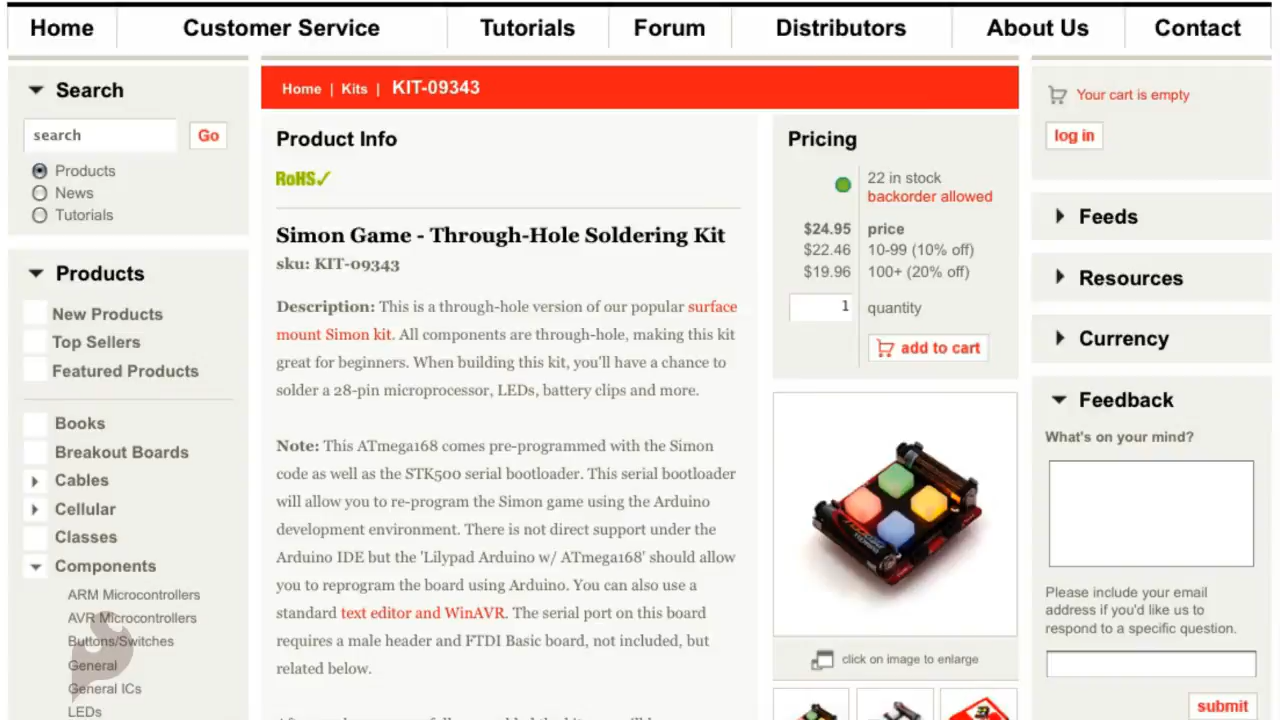 Home
Customer Service
Tutorials
Forum
Distributors
About Us
Contact
Search
search
Go
Products
News
Tutorials
Products
New Products
Top Sellers
Featured Products
Books
Breakout Boards
Cables
Cellular
Classes
Components
ARM Microcontrollers
AVR Microcontrollers
Buttons/Switches
General
General ICs
LEDs
Home | Kits | KIT-09343
Product Info
RoHS✓
Simon Game - Through-Hole Soldering Kit
sku: KIT-09343
Description: This is a through-hole version of our popular surface
mount Simon kit. All components are through-hole, making this kit
great for beginners. When building this kit, you'll have a chance to
solder a 28-pin microprocessor, LEDs, battery clips and more.
Note: This ATmega168 comes pre-programmed with the Simon
code as well as the STK500 serial bootloader. This serial bootloader
will allow you to re-program the Simon game using the Arduino
development environment. There is not direct support under the
Arduino IDE but the 'Lilypad Arduino w/ ATmega168' should allow
you to reprogram the board using Arduino. You can also use a
standard text editor and WinAVR. The serial port on this board
requires a male header and FTDI Basic board, not included, but
related below.
Pricing
22 in stock
backorder allowed
$24.95 price
$22.46 10-99 (10% off)
$19.96 100+ (20% off)
1 quantity
add to cart
click on image to enlarge
Your cart is empty
log in
Feeds
Resources
Currency
Feedback
What's on your mind?
Please include your email
address if you'd like us to
respond to a specific question.
submit